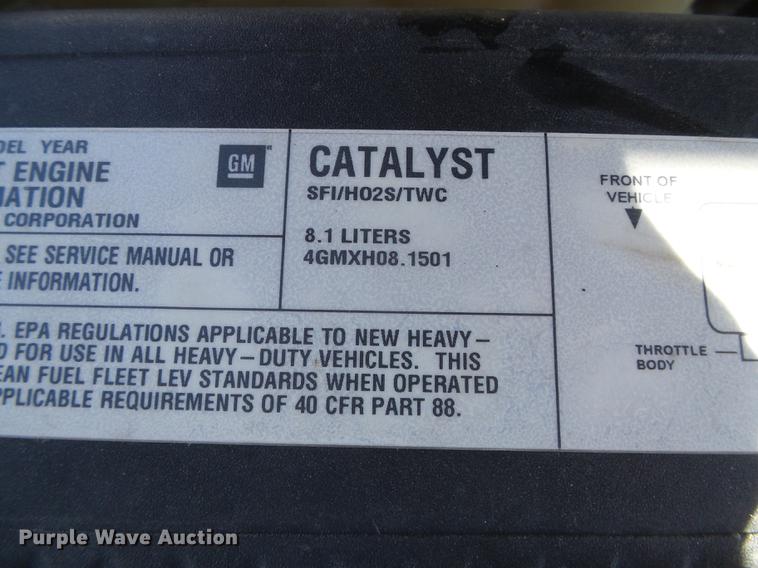 DEL YEAR
T ENGINE
MATION
CORPORATION
GM
SEE SERVICE MANUAL OR
E INFORMATION.
CATALYST
SFI/HO2S/TWC
8.1 LITERS
4GMXH08.1501
. EPA REGULATIONS APPLICABLE TO NEW HEAVY–
D FOR USE IN ALL HEAVY–DUTY VEHICLES. THIS
EAN FUEL FLEET LEV STANDARDS WHEN OPERATED
PPLICABLE REQUIREMENTS OF 40 CFR PART 88.
FRONT OF
VEHICLE
THROTTLE
BODY
Purple Wave Auction